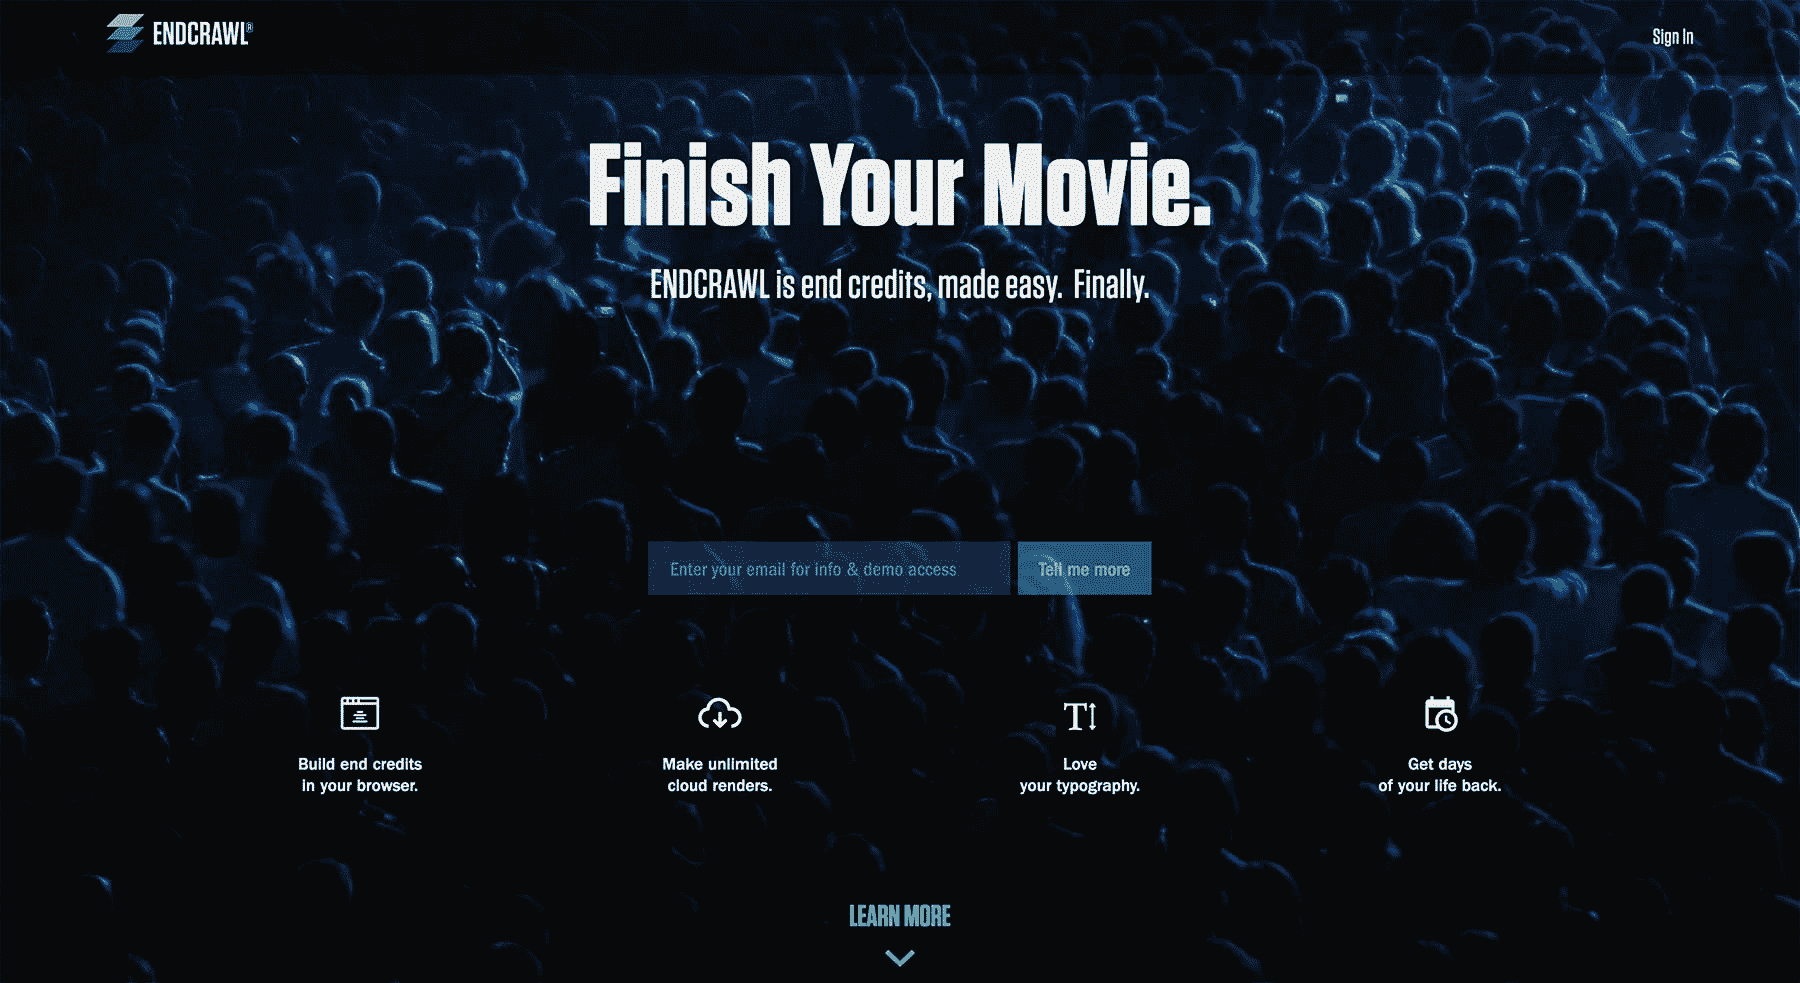 ENDCRAWL®
Sign In
Finish Your Movie.
ENDCRAWL is end credits, made easy. Finally.
Enter your email for info & demo access
Tell me more
Build end credits
in your browser.
Make unlimited
cloud renders.
Love
your typography.
Get days
of your life back.
LEARN MORE